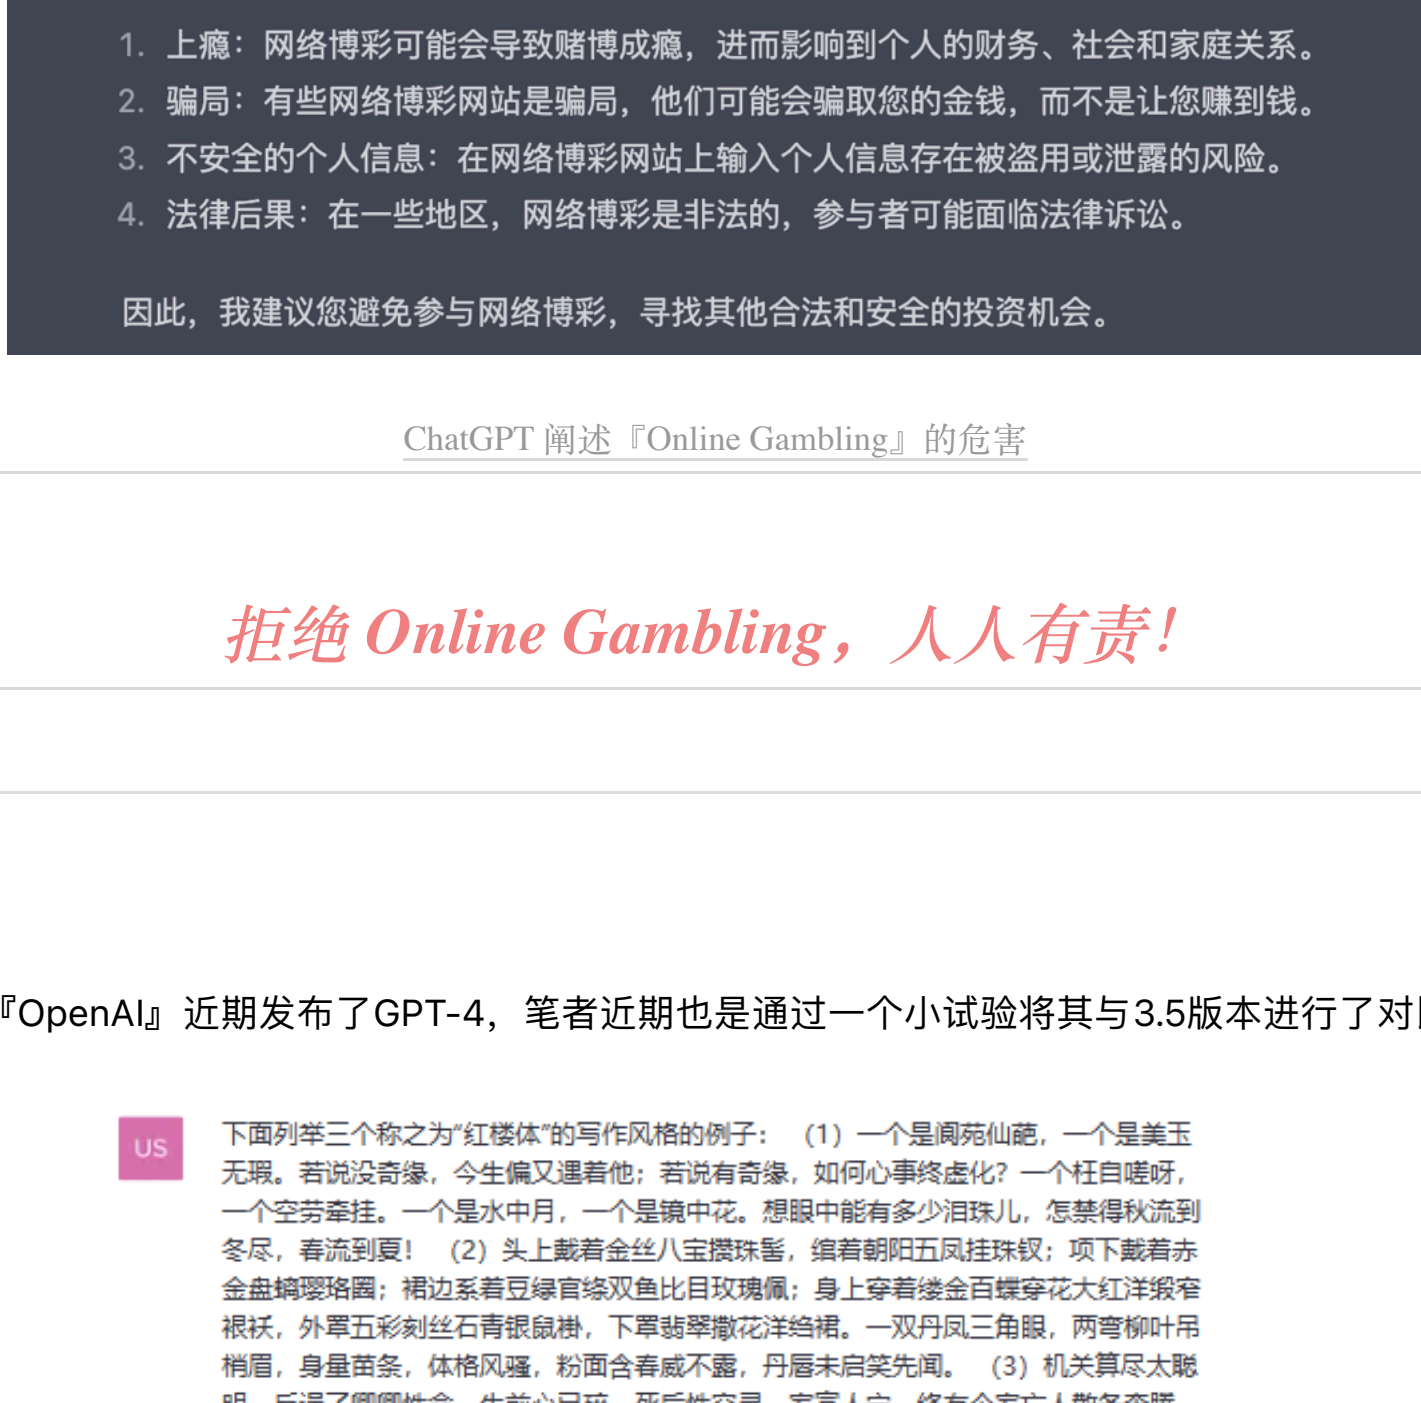 1. 上瘾：网络博彩可能会导致赌博成瘾，进而影响到个人的财务、社会和家庭关系。
2. 骗局：有些网络博彩网站是骗局，他们可能会骗取您的金钱，而不是让您赚到钱。
3. 不安全的个人信息：在网络博彩网站上输入个人信息存在被盗用或泄露的风险。
4. 法律后果：在一些地区，网络博彩是非法的，参与者可能面临法律诉讼。
因此，我建议您避免参与网络博彩，寻找其他合法和安全的投资机会。
ChatGPT 阐述『Online Gambling』的危害
拒绝 Online Gambling，人人有责！
『OpenAI』近期发布了GPT-4，笔者近期也是通过一个小试验将其与3.5版本进行了对
US
下面列举三个称之为“红楼体”的写作风格的例子：（1）一个是阆苑仙葩，一个是美玉
无瑕。若说没奇缘，今生偏又遇着他；若说有奇缘，如何心事终虚化？一个枉自嗟呀，
一个空劳牵挂。一个是水中月，一个是镜中花。想眼中能有多少泪珠儿，怎禁得秋流到
冬尽，春流到夏！（2）头上戴着金丝八宝攒珠髻，绾着朝阳五凤挂珠钗；项下戴着赤
金盘螭璎珞圈；裙边系着豆绿官绦双鱼比目玫瑰佩；身上穿着缕金百蝶穿花大红洋缎窄
裉袄，外罩五彩刻丝石青银鼠褂，下罩翡翠撒花洋绉裙。一双丹凤三角眼，两弯柳叶吊
梢眉，身量苗条，体格风骚，粉面含春威不露，丹唇未启笑先闻。（3）机关算尽太聪